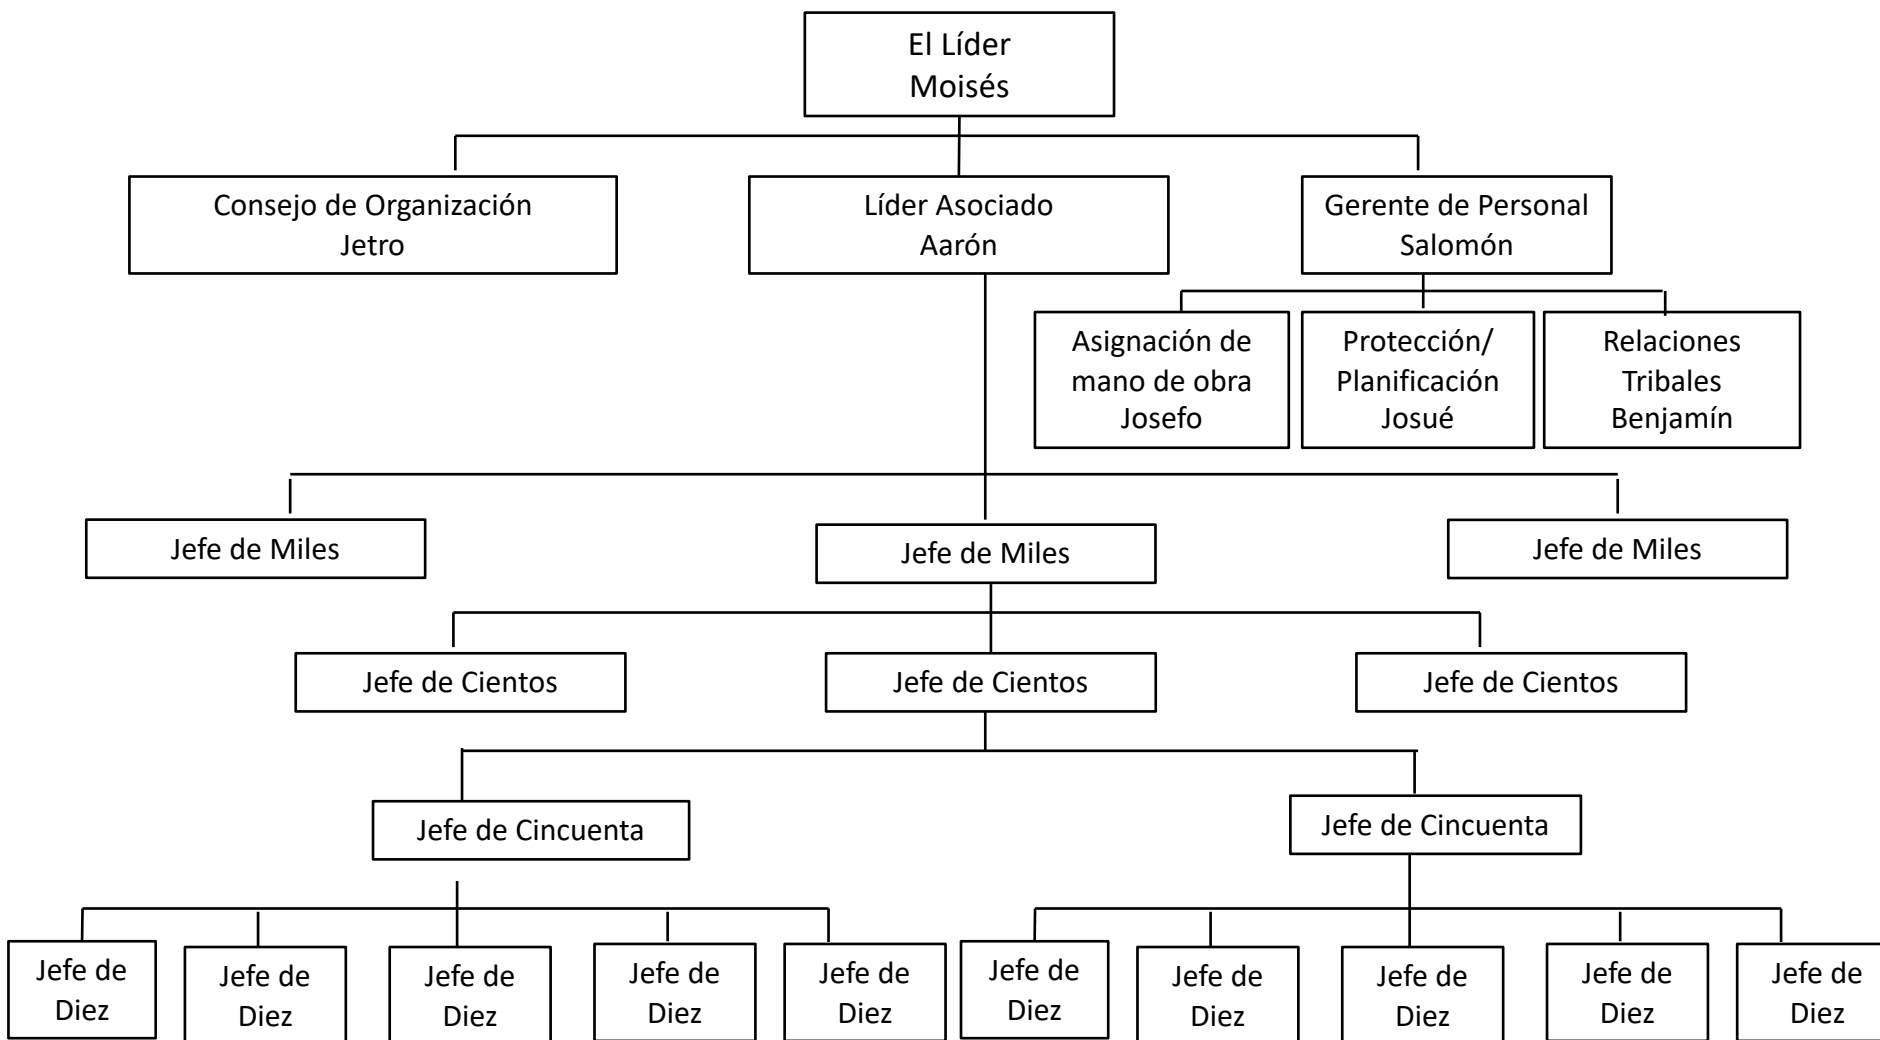 El Líder
Moisés
Consejo de Organización
Jetro
Líder Asociado
Aarón
Gerente de Personal
Salomón
Asignación de
mano de obra
Josefo
Protección/
Planificación
Josué
Relaciones
Tribales
Benjamín
Jefe de Miles
Jefe de Miles
Jefe de Miles
Jefe de Cientos
Jefe de Cientos
Jefe de Cientos
Jefe de Cincuenta
Jefe de Cincuenta
Jefe de
Diez
Jefe de
Diez
Jefe de
Diez
Jefe de
Diez
Jefe de
Diez
Jefe de
Diez
Jefe de
Diez
Jefe de
Diez
Jefe de
Diez
Jefe de
Diez